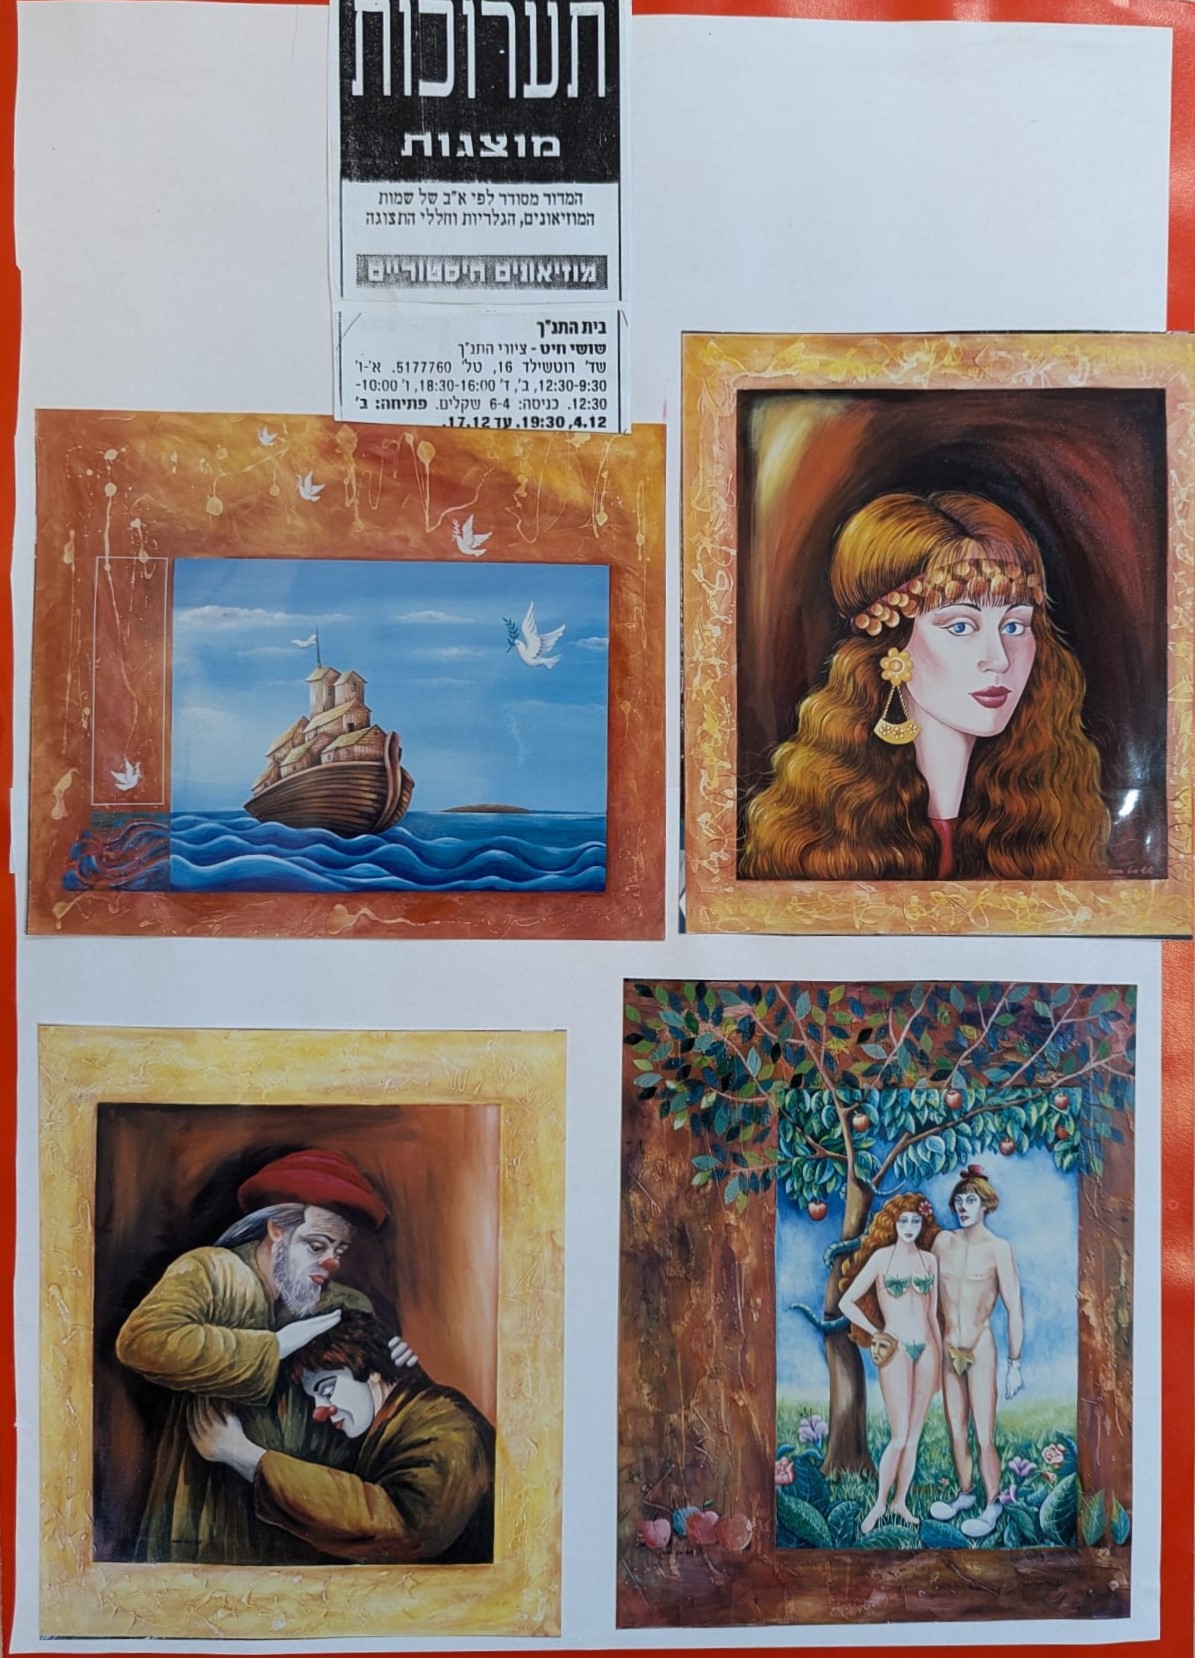 תערוכות
מוצגות
המדור מסודר לפי א"ב של שמות
המוזיאונים, הגלריות וחללי התצוגה
מוזיאונים היסטוריים
בית התנ"ך
שושי חיט - ציורי התנ"ך
שד' רוטשילד 16, טל' 5177760. א'-ו'
12:30-9:30, ב', ד' 18:30-16:00, ו' 10:00-
12:30. כניסה: 6-4 שקלים. פתיחה: ב'
4.12, 19:30. עד 17.12.